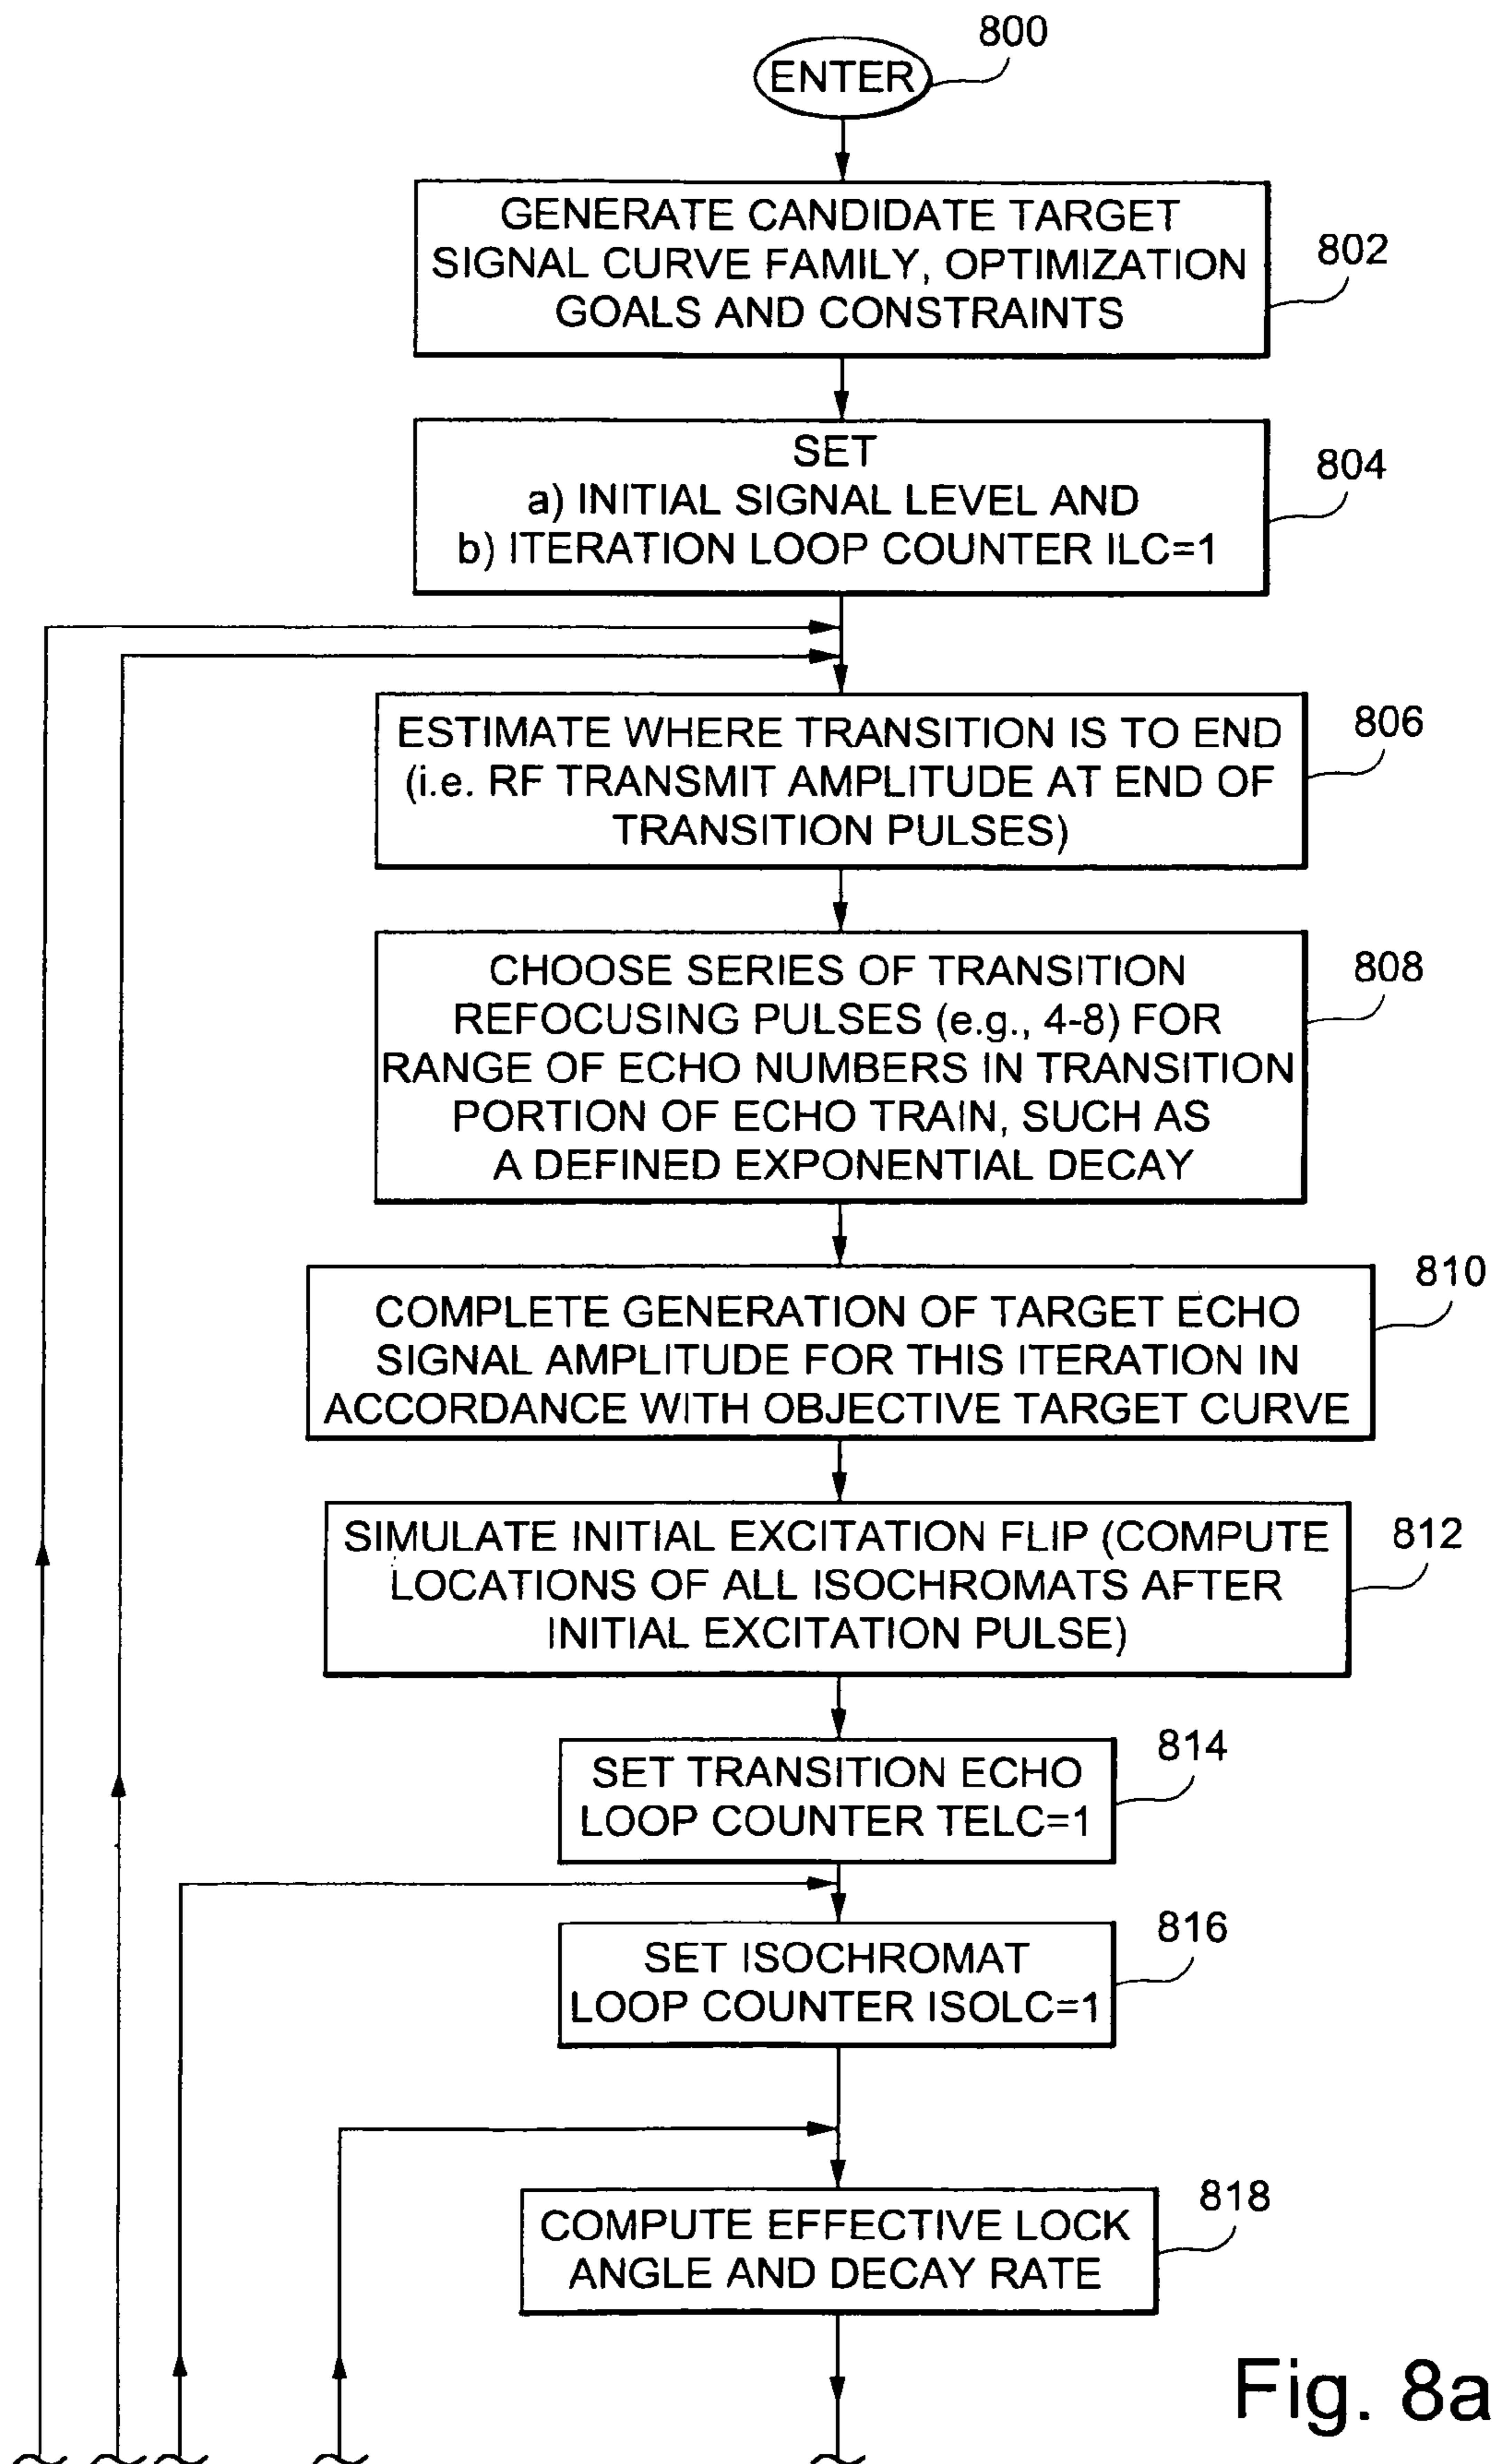 800
ENTER
GENERATE CANDIDATE TARGET
SIGNAL CURVE FAMILY, OPTIMIZATION
GOALS AND CONSTRAINTS
802
SET
a) INITIAL SIGNAL LEVEL AND
b) ITERATION LOOP COUNTER ILC=1
804
ESTIMATE WHERE TRANSITION IS TO END
(i.e. RF TRANSMIT AMPLITUDE AT END OF
TRANSITION PULSES)
806
CHOOSE SERIES OF TRANSITION
REFOCUSING PULSES (e.g., 4-8) FOR
RANGE OF ECHO NUMBERS IN TRANSITION
PORTION OF ECHO TRAIN, SUCH AS
A DEFINED EXPONENTIAL DECAY
808
COMPLETE GENERATION OF TARGET ECHO
SIGNAL AMPLITUDE FOR THIS ITERATION IN
ACCORDANCE WITH OBJECTIVE TARGET CURVE
810
SIMULATE INITIAL EXCITATION FLIP (COMPUTE
LOCATIONS OF ALL ISOCHROMATS AFTER
INITIAL EXCITATION PULSE)
812
SET TRANSITION ECHO
LOOP COUNTER TELC=1
814
SET ISOCHROMAT
LOOP COUNTER ISOLC=1
816
COMPUTE EFFECTIVE LOCK
ANGLE AND DECAY RATE
818
Fig. 8a